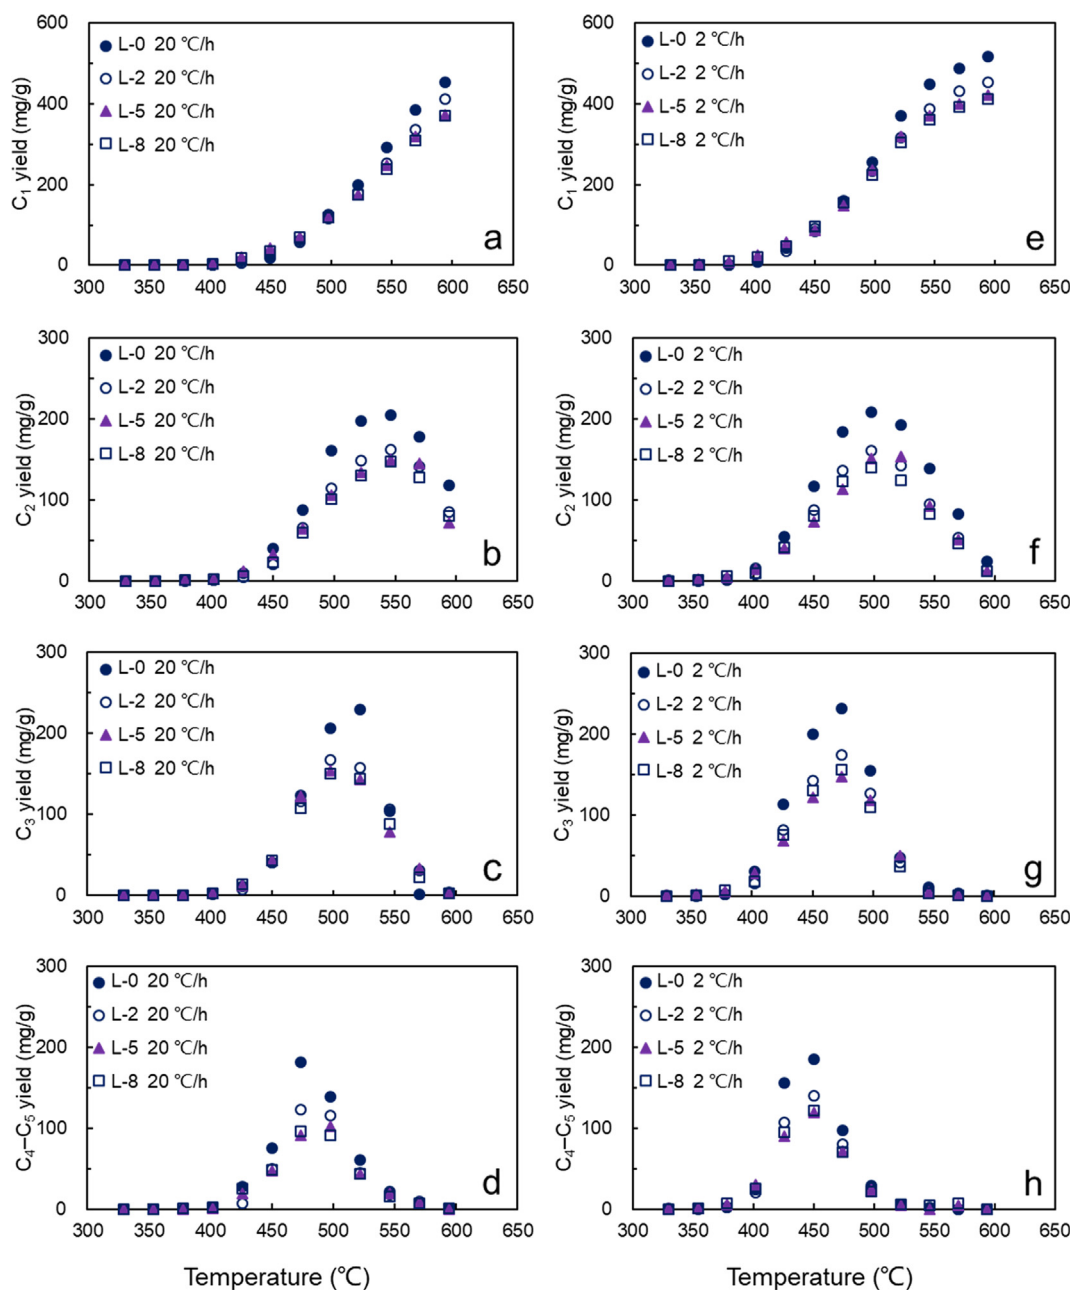 C₁ yield (mg/g)
600
400
200
0
L-0 20 ℃/h
L-2 20 ℃/h
L-5 20 ℃/h
L-8 20 ℃/h
a
300 350 400 450 500 550 600 650
C₁ yield (mg/g)
600
400
200
0
L-0 2 ℃/h
L-2 2 ℃/h
L-5 2 ℃/h
L-8 2 ℃/h
e
300 350 400 450 500 550 600 650
C₂ yield (mg/g)
300
200
100
0
L-0 20 ℃/h
L-2 20 ℃/h
L-5 20 ℃/h
L-8 20 ℃/h
b
300 350 400 450 500 550 600 650
C₂ yield (mg/g)
300
200
100
0
L-0 2 ℃/h
L-2 2 ℃/h
L-5 2 ℃/h
L-8 2 ℃/h
f
300 350 400 450 500 550 600 650
C₃ yield (mg/g)
300
200
100
0
L-0 20 ℃/h
L-2 20 ℃/h
L-5 20 ℃/h
L-8 20 ℃/h
c
300 350 400 450 500 550 600 650
C₃ yield (mg/g)
300
200
100
0
L-0 2 ℃/h
L-2 2 ℃/h
L-5 2 ℃/h
L-8 2 ℃/h
g
300 400 500 600
C₄–C₅ yield (mg/g)
300
200
100
0
L-0 20 ℃/h
L-2 20 ℃/h
L-5 20 ℃/h
L-8 20 ℃/h
d
300 350 400 450 500 550 600 650
C₄–C₅ yield (mg/g)
300
200
100
0
L-0 2 ℃/h
L-2 2 ℃/h
L-5 2 ℃/h
L-8 2 ℃/h
h
300 400 500 600
Temperature (℃)
Temperature (℃)